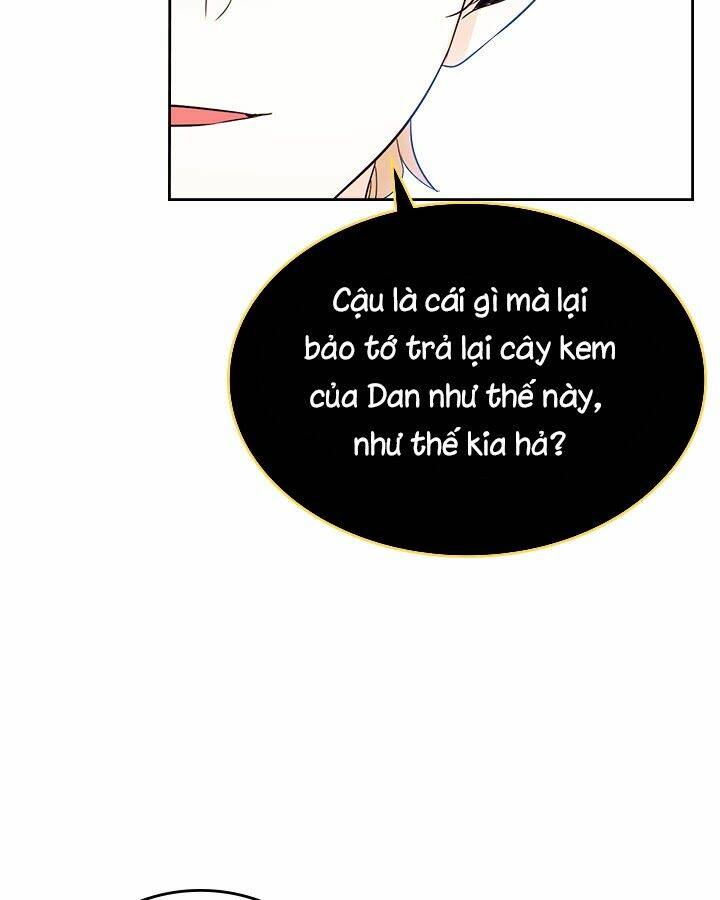 Cậu là cái gì mà lại
bảo tớ trả lại cây kem
của Dan như thế này,
như thế kia hả?